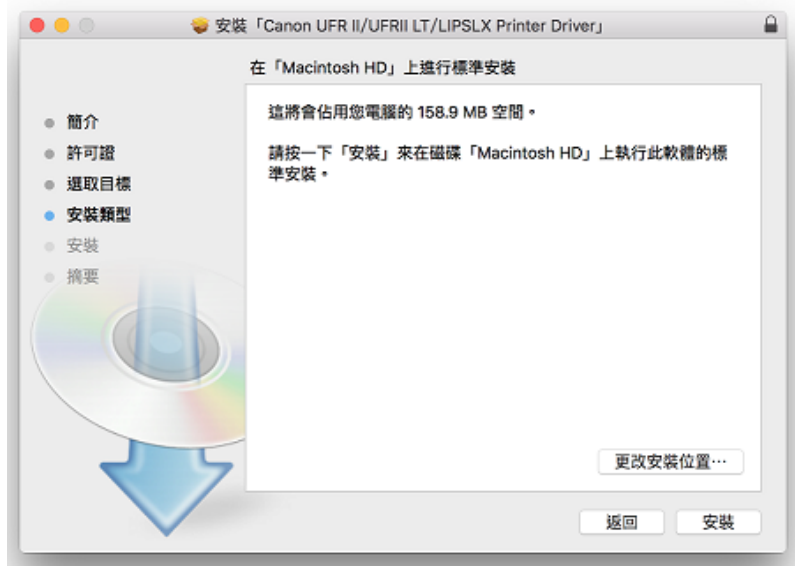 安裝「Canon UFR II/UFRII LT/LIPSLX Printer Driver」
在「Macintosh HD」上進行標準安裝
簡介
許可證
選取目標
安裝類型
安裝
摘要
這將會佔用您電腦的 158.9 MB 空間。
請按一下「安裝」來在磁碟「Macintosh HD」上執行此軟體的標
準安裝。
更改安裝位置⋯
返回
安裝